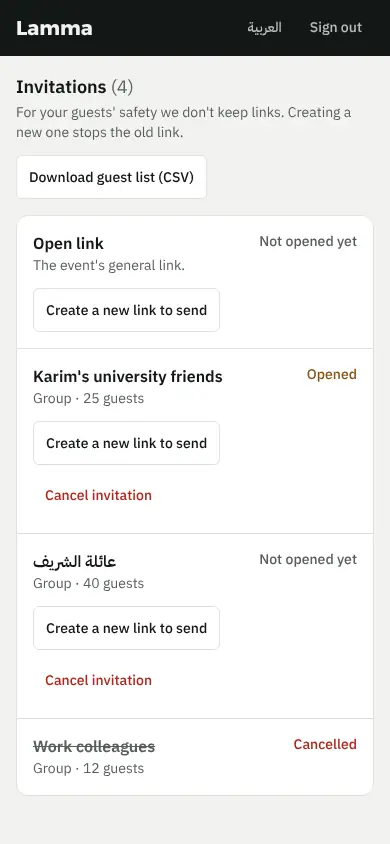 Lamma
العربية
Sign out
Invitations (4)
For your guests' safety we don't keep links. Creating a
new one stops the old link.
Download guest list (CSV)
Open link
Not opened yet
The event's general link.
Create a new link to send
Karim's university friends
Opened
Group · 25 guests
Create a new link to send
Cancel invitation
عائلة الشريف
Not opened yet
Group · 40 guests
Create a new link to send
Cancel invitation
Work colleagues
Cancelled
Group · 12 guests